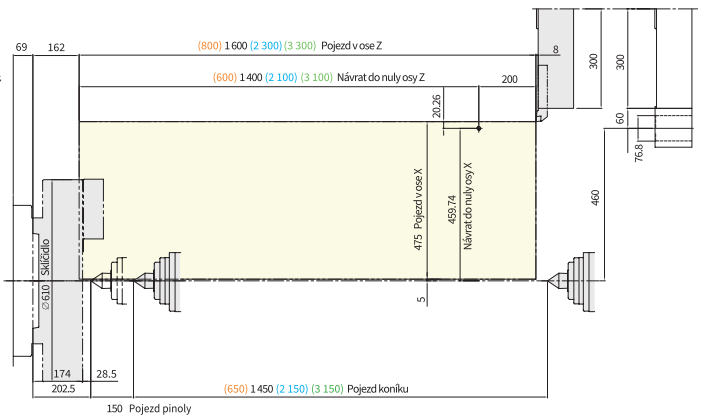 69
162
(800) 1 600 (2 300) (3 300) Pojezd v ose Z
8
300
300
(600) 1 400 (2 100) (3 100) Návrat do nuly osy Z
200
20.26
60
76.8
475 Pojezd v ose X
459.74
Návrat do nuly osy X
460
∅610 Sklíčidlo
5
174
28.5
202.5
(650) 1 450 (2 150) (3 150) Pojezd koníku
150 Pojezd pinoly